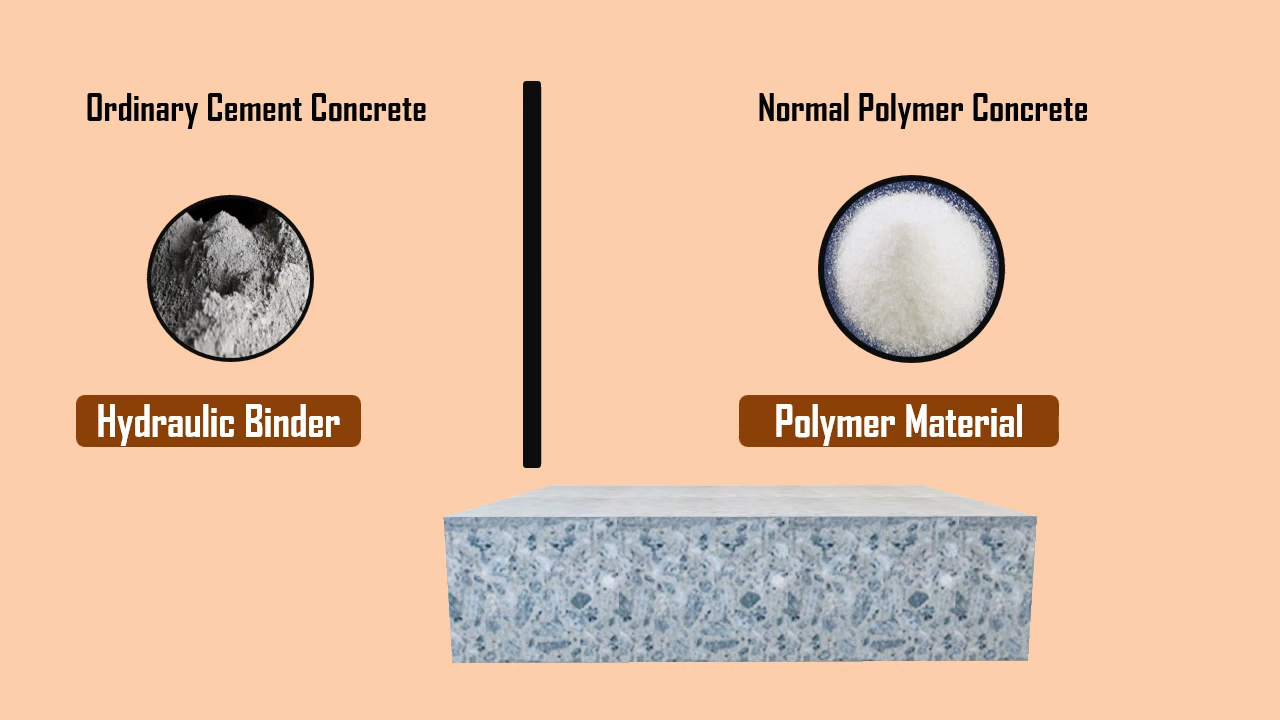 Ordinary Cement Concrete
Normal Polymer Concrete
Hydraulic Binder
Polymer Material